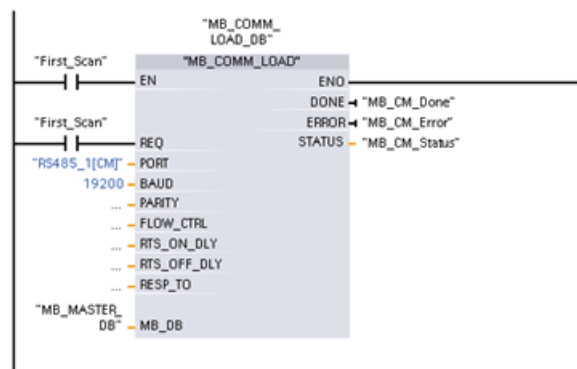 "MB_COMM_
LOAD_DB"
"First_Scan"
"MB_COMM_LOAD"
EN
ENO
DONE
"MB_CM_Done"
"First_Scan"
ERROR
"MB_CM_Error"
REQ
STATUS
"MB_CM_Status"
"RS485_1[CM]"
PORT
19200
BAUD
...
PARITY
...
FLOW_CTRL
...
RTS_ON_DLY
...
RTS_OFF_DLY
...
RESP_TO
"MB_MASTER_
DB"
MB_DB